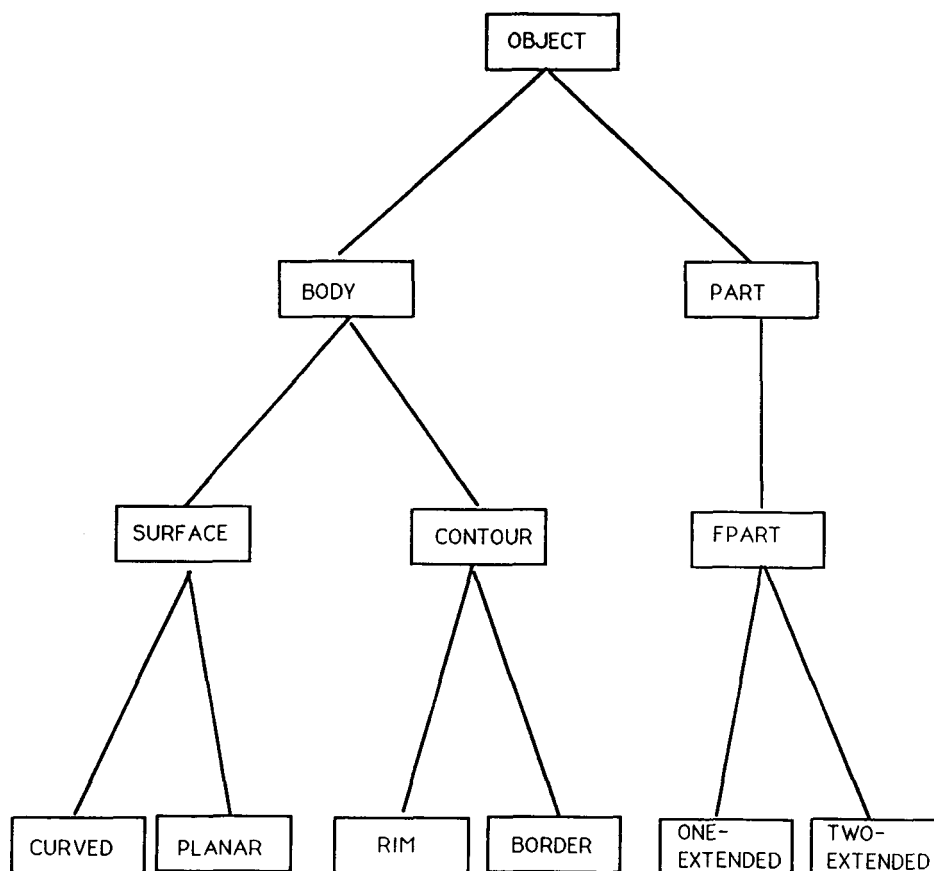 OBJECT
BODY
PART
SURFACE
CONTOUR
FPART
CURVED
PLANAR
RIM
BORDER
ONE-
EXTENDED
TWO-
EXTENDED